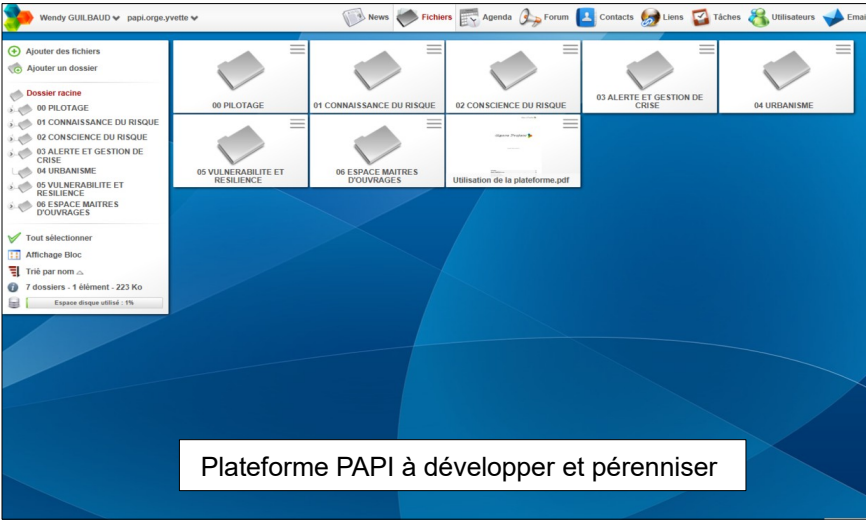 Wendy GUILBAUD papi.orge.yvette
News Fichiers Agenda Forum Contacts Liens Tâches Utilisateurs Email
Ajouter des fichiers
Ajouter un dossier
Dossier racine
00 PILOTAGE
01 CONNAISSANCE DU RISQUE
02 CONSCIENCE DU RISQUE
03 ALERTE ET GESTION DE
CRISE
04 URBANISME
05 VULNERABILITE ET
RESILIENCE
06 ESPACE MAITRES
D'OUVRAGES
Tout sélectionner
Affichage Bloc
Trié par nom
7 dossiers - 1 élément - 223 Ko
Espace disque utilisé : 1%
00 PILOTAGE
01 CONNAISSANCE DU RISQUE
02 CONSCIENCE DU RISQUE
03 ALERTE ET GESTION DE
CRISE
04 URBANISME
05 VULNERABILITE ET
RESILIENCE
06 ESPACE MAITRES
D'OUVRAGES
Utilisation de la plateforme.pdf
Plateforme PAPI à développer et pérenniser